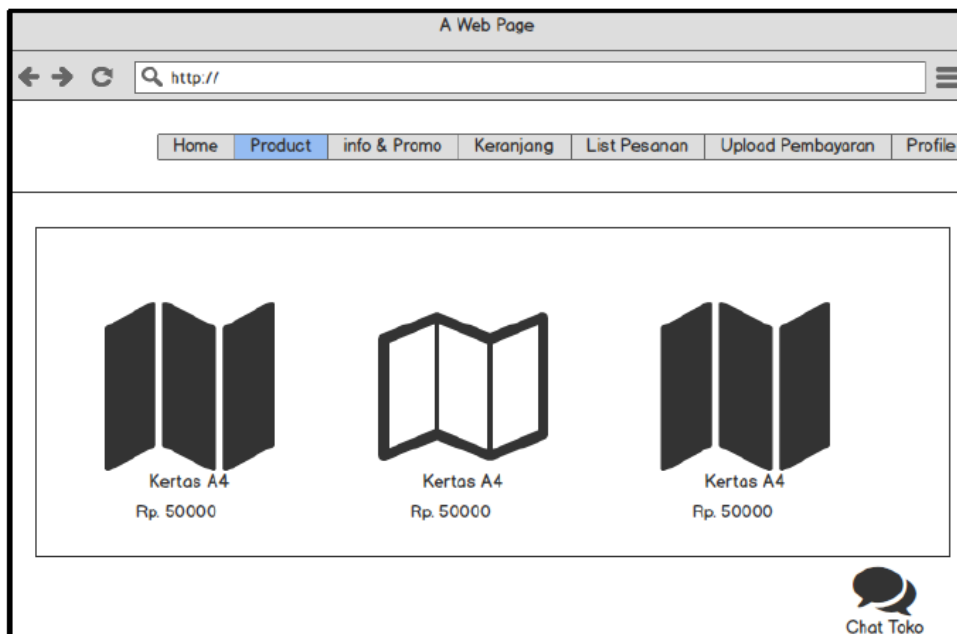 A Web Page
http://
Home Product info & Promo Keranjang List Pesanan Upload Pembayaran Profile
Kertas A4 Kertas A4 Kertas A4
Rp. 50000 Rp. 50000 Rp. 50000
Chat Toko